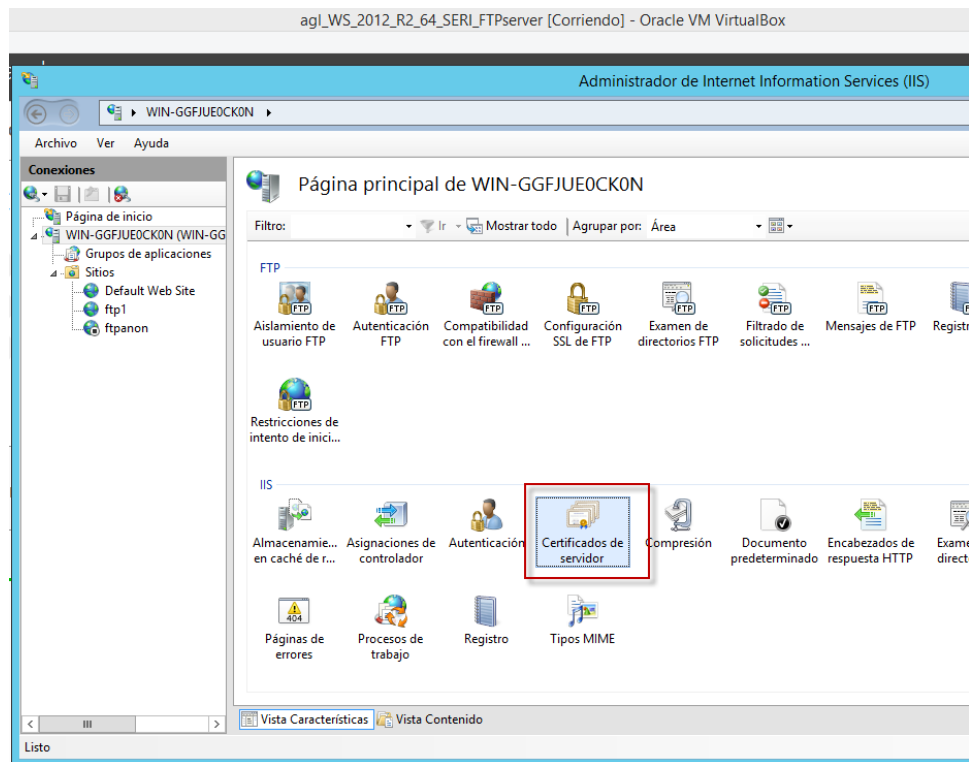 agl_WS_2012_R2_64_SERI_FTPserver [Corriendo] - Oracle VM VirtualBox
Administrador de Internet Information Services (IIS)
WIN-GGFJUE0CK0N
Archivo Ver Ayuda
Conexiones
Página de inicio
WIN-GGFJUE0CK0N (WIN-GG
Grupos de aplicaciones
Sitios
Default Web Site
ftp1
ftpanon
Página principal de WIN-GGFJUE0CK0N
Filtro: Ir Mostrar todo Agrupar por: Área
FTP
Aislamiento de Autenticación Compatibilidad Configuración Examen de Filtrado de Mensajes de FTP Registr
usuario FTP FTP con el firewall ... SSL de FTP directorios FTP solicitudes ...
Restricciones de
intento de inici...
IIS
Almacenamie... Asignaciones de Autenticación Certificados de Compresión Documento Encabezados de Exame
en caché de r... controlador servidor predeterminado respuesta HTTP direct
Páginas de Procesos de Registro Tipos MIME
errores trabajo
Vista Características Vista Contenido
Listo